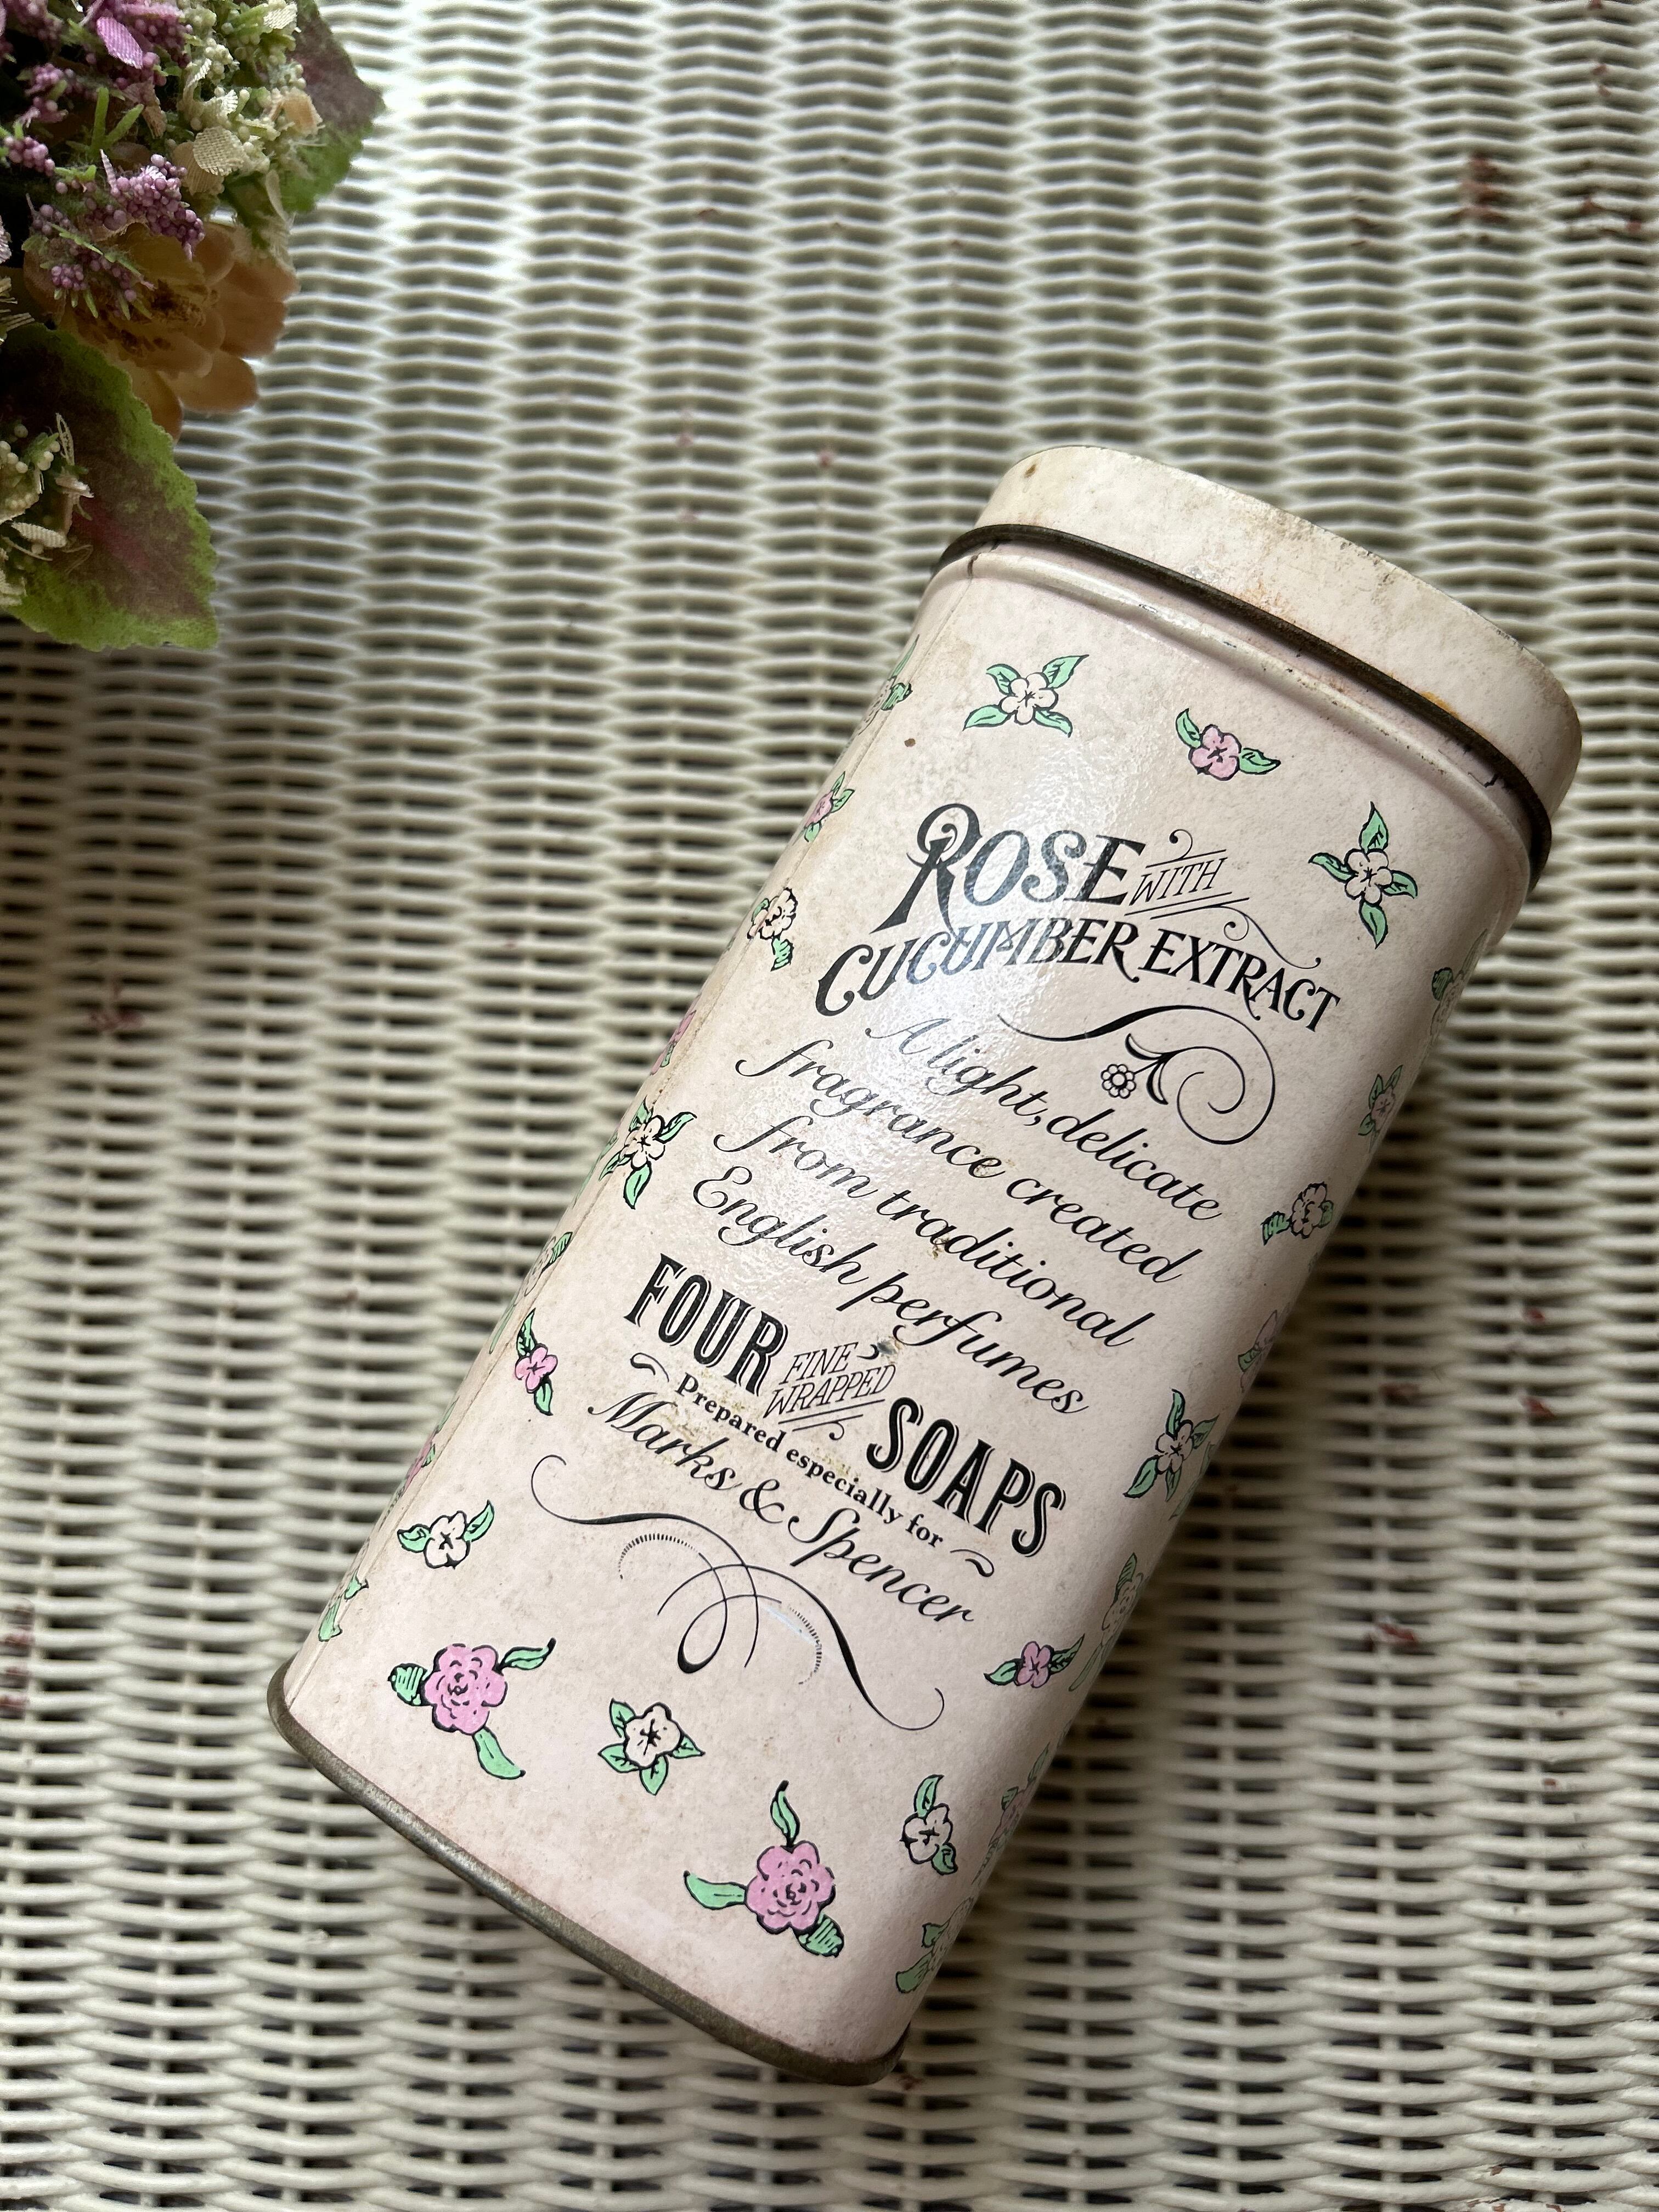 ROSE WITH
CUCUMBER EXTRACT
A light, delicate
fragrance created
from traditional
English perfumes
FOUR FINE WRAPPED SOAPS
Prepared especially for
Marks & Spencer